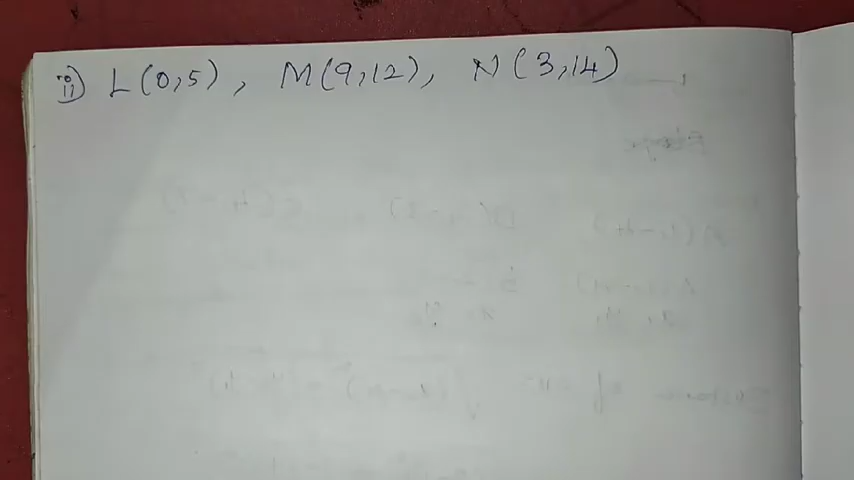 ii) L(0,5), M(9,12), N(3,14)